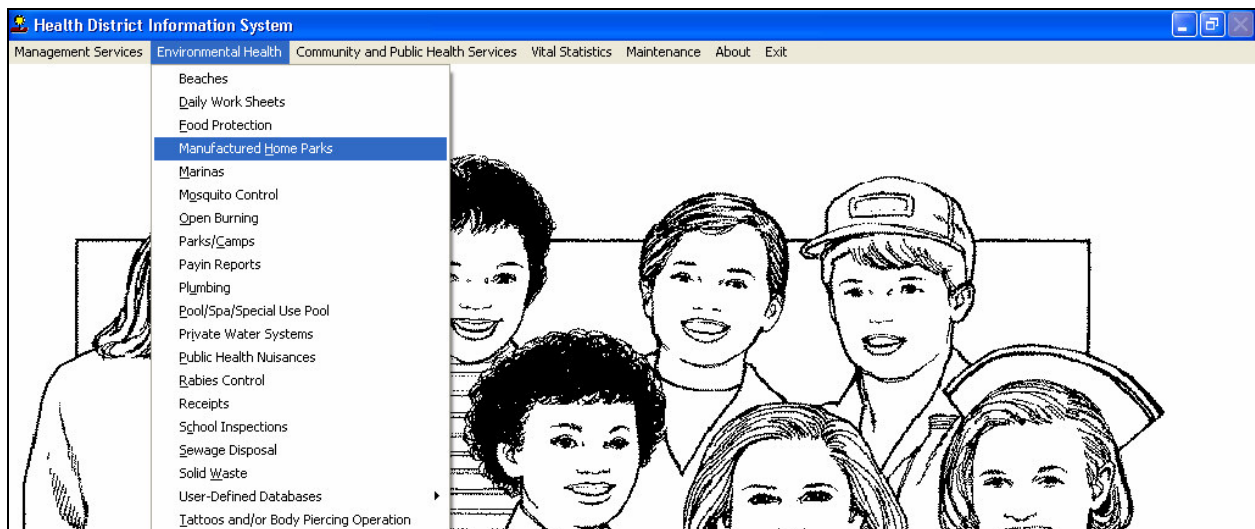 Health District Information System
Management Services Environmental Health Community and Public Health Services Vital Statistics Maintenance About Exit
Beaches
Daily Work Sheets
Food Protection
Manufactured Home Parks
Marinas
Mosquito Control
Open Burning
Parks/Camps
Payin Reports
Plumbing
Pool/Spa/Special Use Pool
Private Water Systems
Public Health Nuisances
Rabies Control
Receipts
School Inspections
Sewage Disposal
Solid Waste
User-Defined Databases
Tattoos and/or Body Piercing Operation